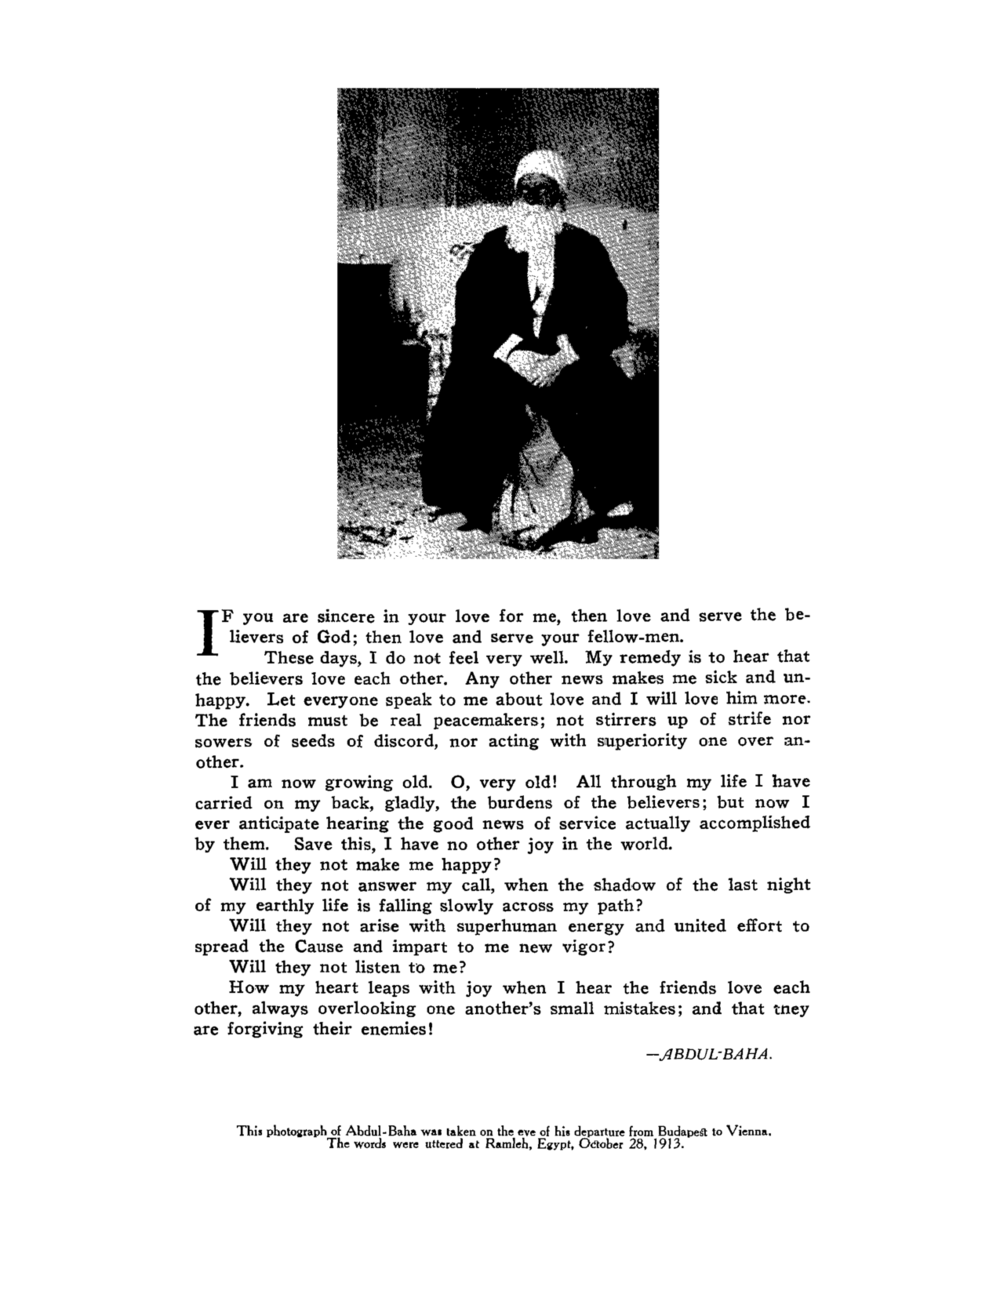 IF you are sincere in your love for me, then love and serve the be-
lievers of God; then love and serve your fellow-men.
These days, I do not feel very well. My remedy is to hear that
the believers love each other. Any other news makes me sick and un-
happy. Let everyone speak to me about love and I will love him more.
The friends must be real peacemakers; not stirrers up of strife nor
sowers of seeds of discord, nor acting with superiority one over an-
other.
I am now growing old. O, very old! All through my life I have
carried on my back, gladly, the burdens of the believers; but now I
ever anticipate hearing the good news of service actually accomplished
by them. Save this, I have no other joy in the world.
Will they not make me happy?
Will they not answer my call, when the shadow of the last night
of my earthly life is falling slowly across my path?
Will they not arise with superhuman energy and united effort to
spread the Cause and impart to me new vigor?
Will they not listen to me?
How my heart leaps with joy when I hear the friends love each
other, always overlooking one another's small mistakes; and that tney
are forgiving their enemies!
—ABDUL-BAHA.
This photograph of Abdul-Baha was taken on the eve of his departure from Budapest to Vienna.
The words were uttered at Ramleh, Egypt, October 28, 1913.